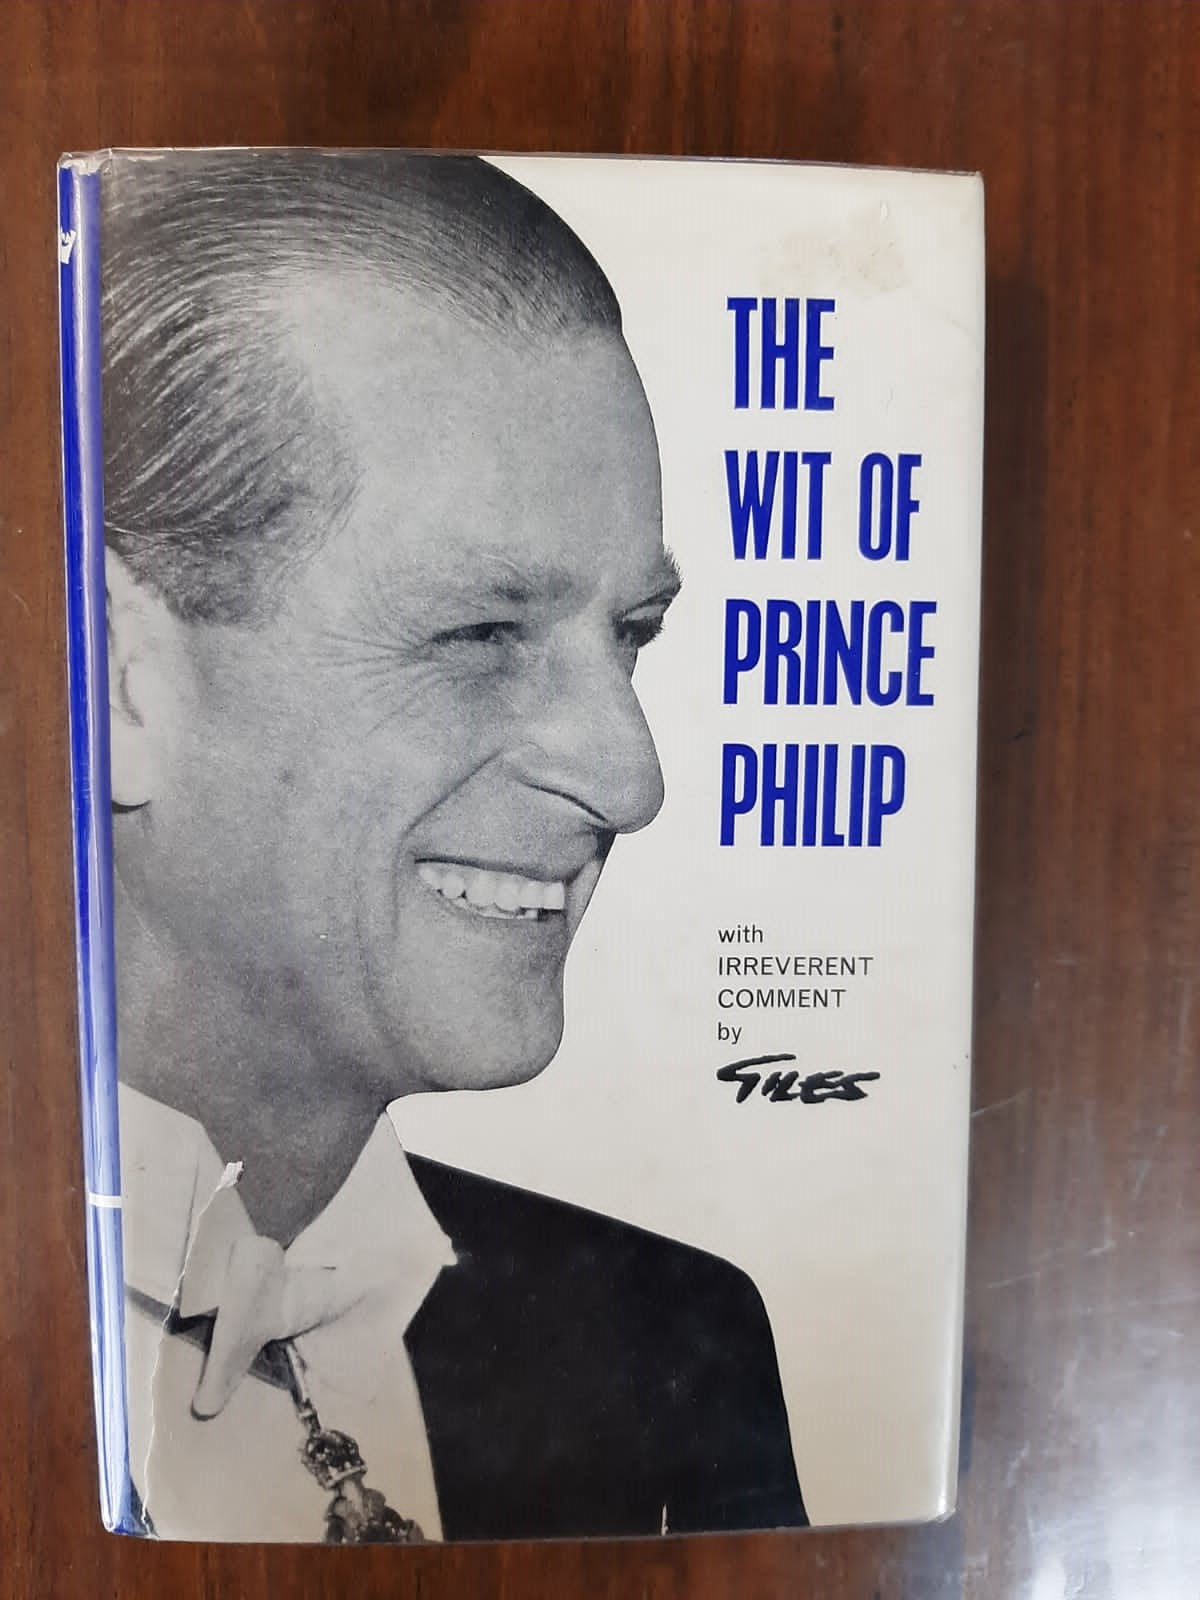 THE
WIT OF
PRINCE
PHILIP
with
IRREVERENT
COMMENT
by
GILES